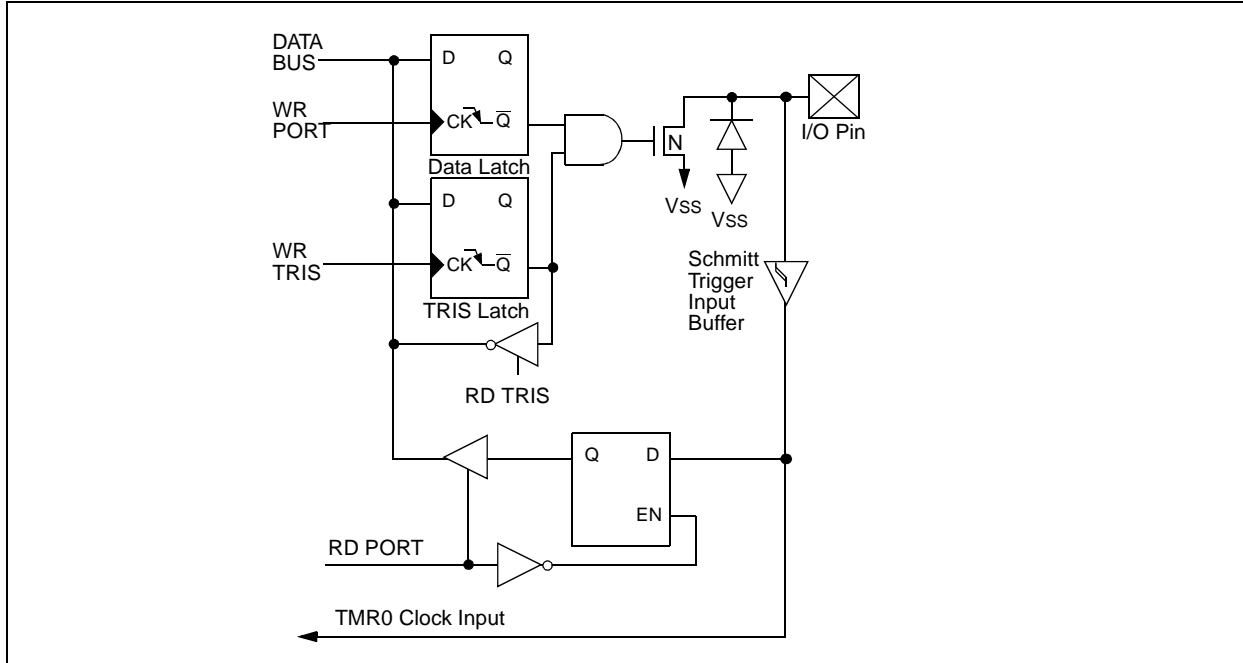 DATA
BUS
D
Q
WR
PORT
CK
Q̅
Data Latch
I/O Pin
N
VSS
VSS
D
Q
WR
TRIS
CK
Q̅
TRIS Latch
Schmitt
Trigger
Input
Buffer
RD TRIS
Q
D
EN
RD PORT
TMR0 Clock Input